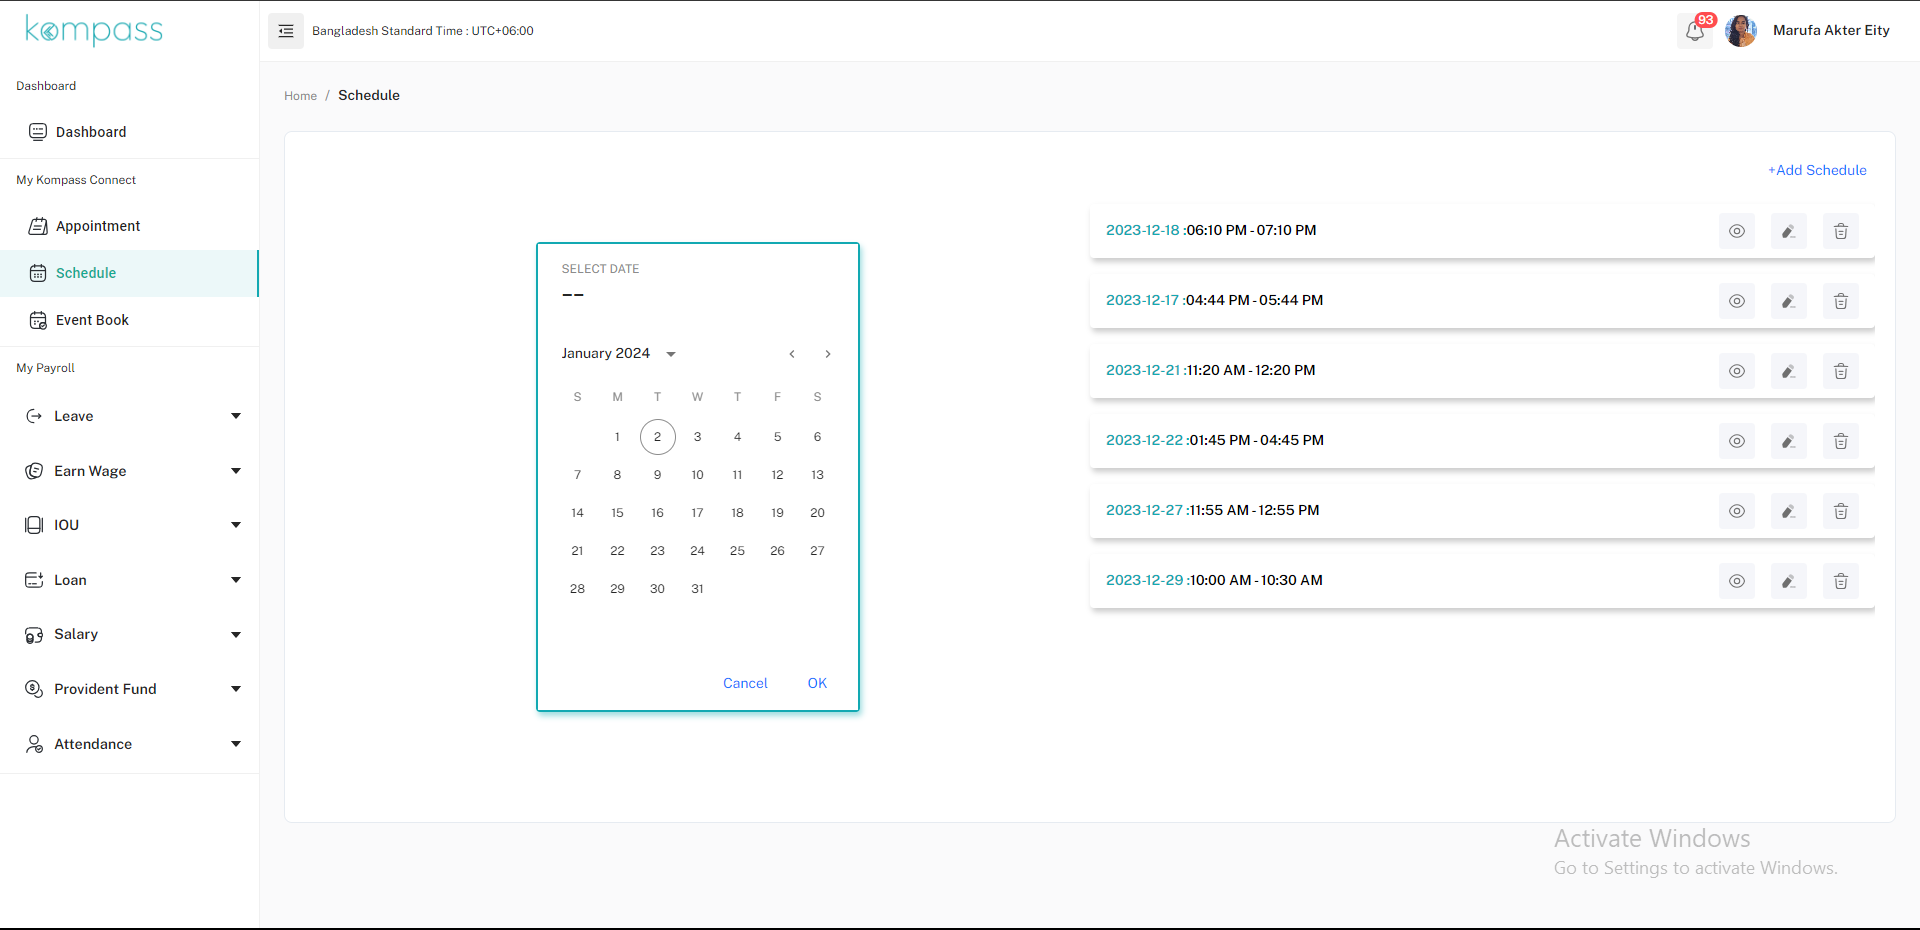 kompass
Bangladesh Standard Time : UTC+06:00
93
Marufa Akter Eity
Dashboard
Dashboard
My Kompass Connect
Appointment
Schedule
Event Book
My Payroll
Leave
Earn Wage
IOU
Loan
Salary
Provident Fund
Attendance
Home / Schedule
+Add Schedule
SELECT DATE
––
January 2024
S M T W T F S
1 2 3 4 5 6
7 8 9 10 11 12 13
14 15 16 17 18 19 20
21 22 23 24 25 26 27
28 29 30 31
Cancel OK
2023-12-18 :06:10 PM - 07:10 PM
2023-12-17 :04:44 PM - 05:44 PM
2023-12-21 :11:20 AM - 12:20 PM
2023-12-22 :01:45 PM - 04:45 PM
2023-12-27 :11:55 AM - 12:55 PM
2023-12-29 :10:00 AM - 10:30 AM
Activate Windows
Go to Settings to activate Windows.